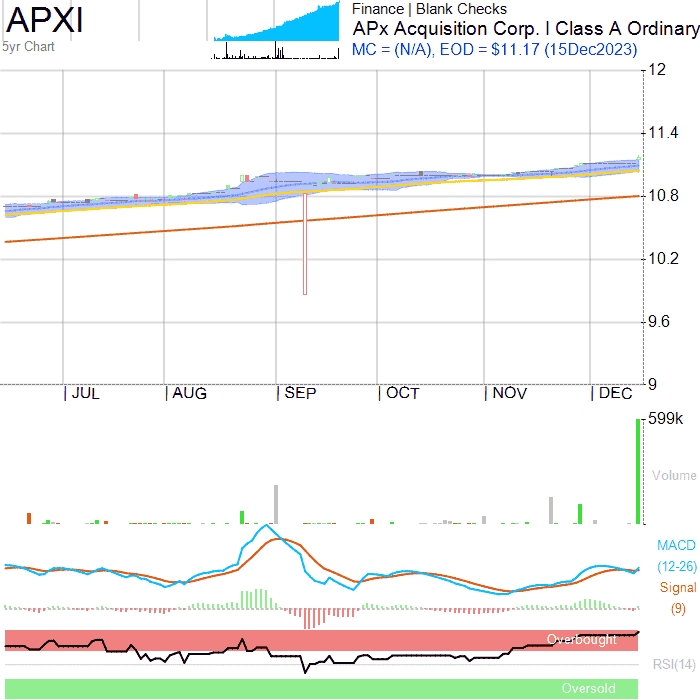 APXI
5yr Chart
Finance | Blank Checks
APx Acquisition Corp. I Class A Ordinary
MC = (N/A), EOD = $11.17 (15Dec2023)
12
11.4
10.8
10.2
9.6
9
JUL AUG SEP OCT NOV DEC
599k
Volume
MACD
(12-26)
Signal
(9)
Overbought
RSI(14)
Oversold